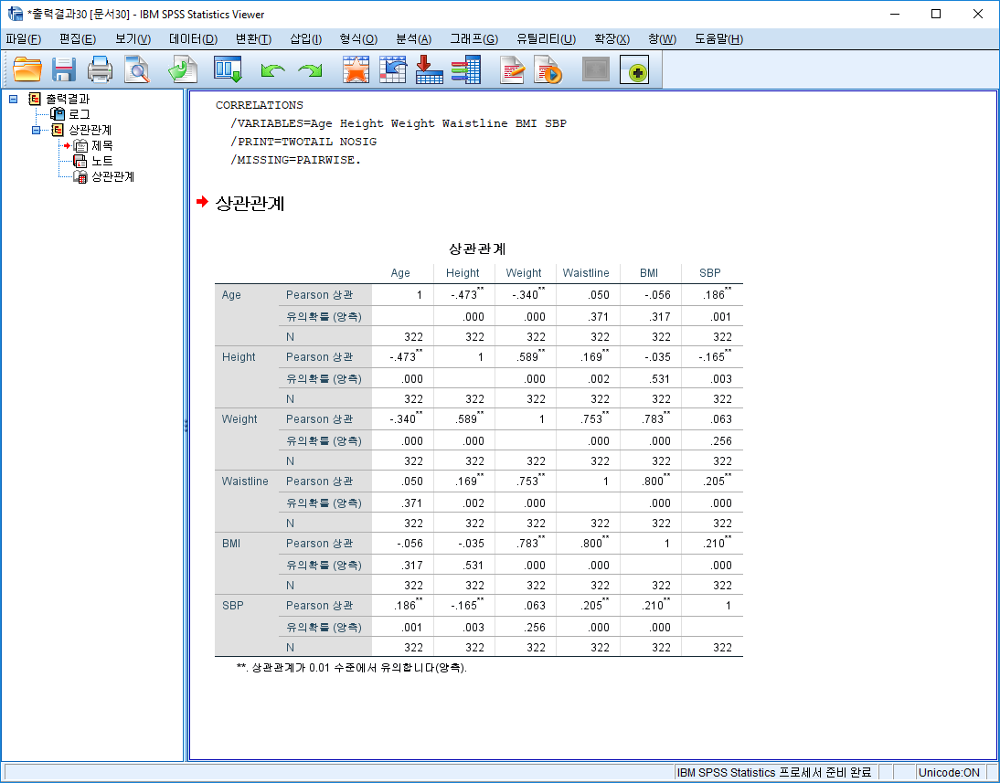 *출력결과30 [문서30] - IBM SPSS Statistics Viewer
파일(F) 편집(E) 보기(V) 데이터(D) 변환(T) 삽입(I) 형식(O) 분석(A) 그래프(G) 유틸리티(U) 확장(X) 창(W) 도움말(H)
출력결과
로그
상관관계
제목
노트
상관관계
CORRELATIONS
/VARIABLES=Age Height Weight Waistline BMI SBP
/PRINT=TWOTAIL NOSIG
/MISSING=PAIRWISE.
상관관계
상관관계
Age Height Weight Waistline BMI SBP
Age Pearson 상관 1 -.473** -.340** .050 -.056 .186**
유의확률 (양측) .000 .000 .371 .317 .001
N 322 322 322 322 322 322
Height Pearson 상관 -.473** 1 .589** .169** -.035 -.165**
유의확률 (양측) .000 .000 .002 .531 .003
N 322 322 322 322 322 322
Weight Pearson 상관 -.340** .589** 1 .753** .783** .063
유의확률 (양측) .000 .000 .000 .000 .256
N 322 322 322 322 322 322
Waistline Pearson 상관 .050 .169** .753** 1 .800** .205**
유의확률 (양측) .371 .002 .000 .000 .000
N 322 322 322 322 322 322
BMI Pearson 상관 -.056 -.035 .783** .800** 1 .210**
유의확률 (양측) .317 .531 .000 .000 .000
N 322 322 322 322 322 322
SBP Pearson 상관 .186** -.165** .063 .205** .210** 1
유의확률 (양측) .001 .003 .256 .000 .000
N 322 322 322 322 322 322
**. 상관관계가 0.01 수준에서 유의합니다(양측).
IBM SPSS Statistics 프로세서 준비 완료 Unicode:ON